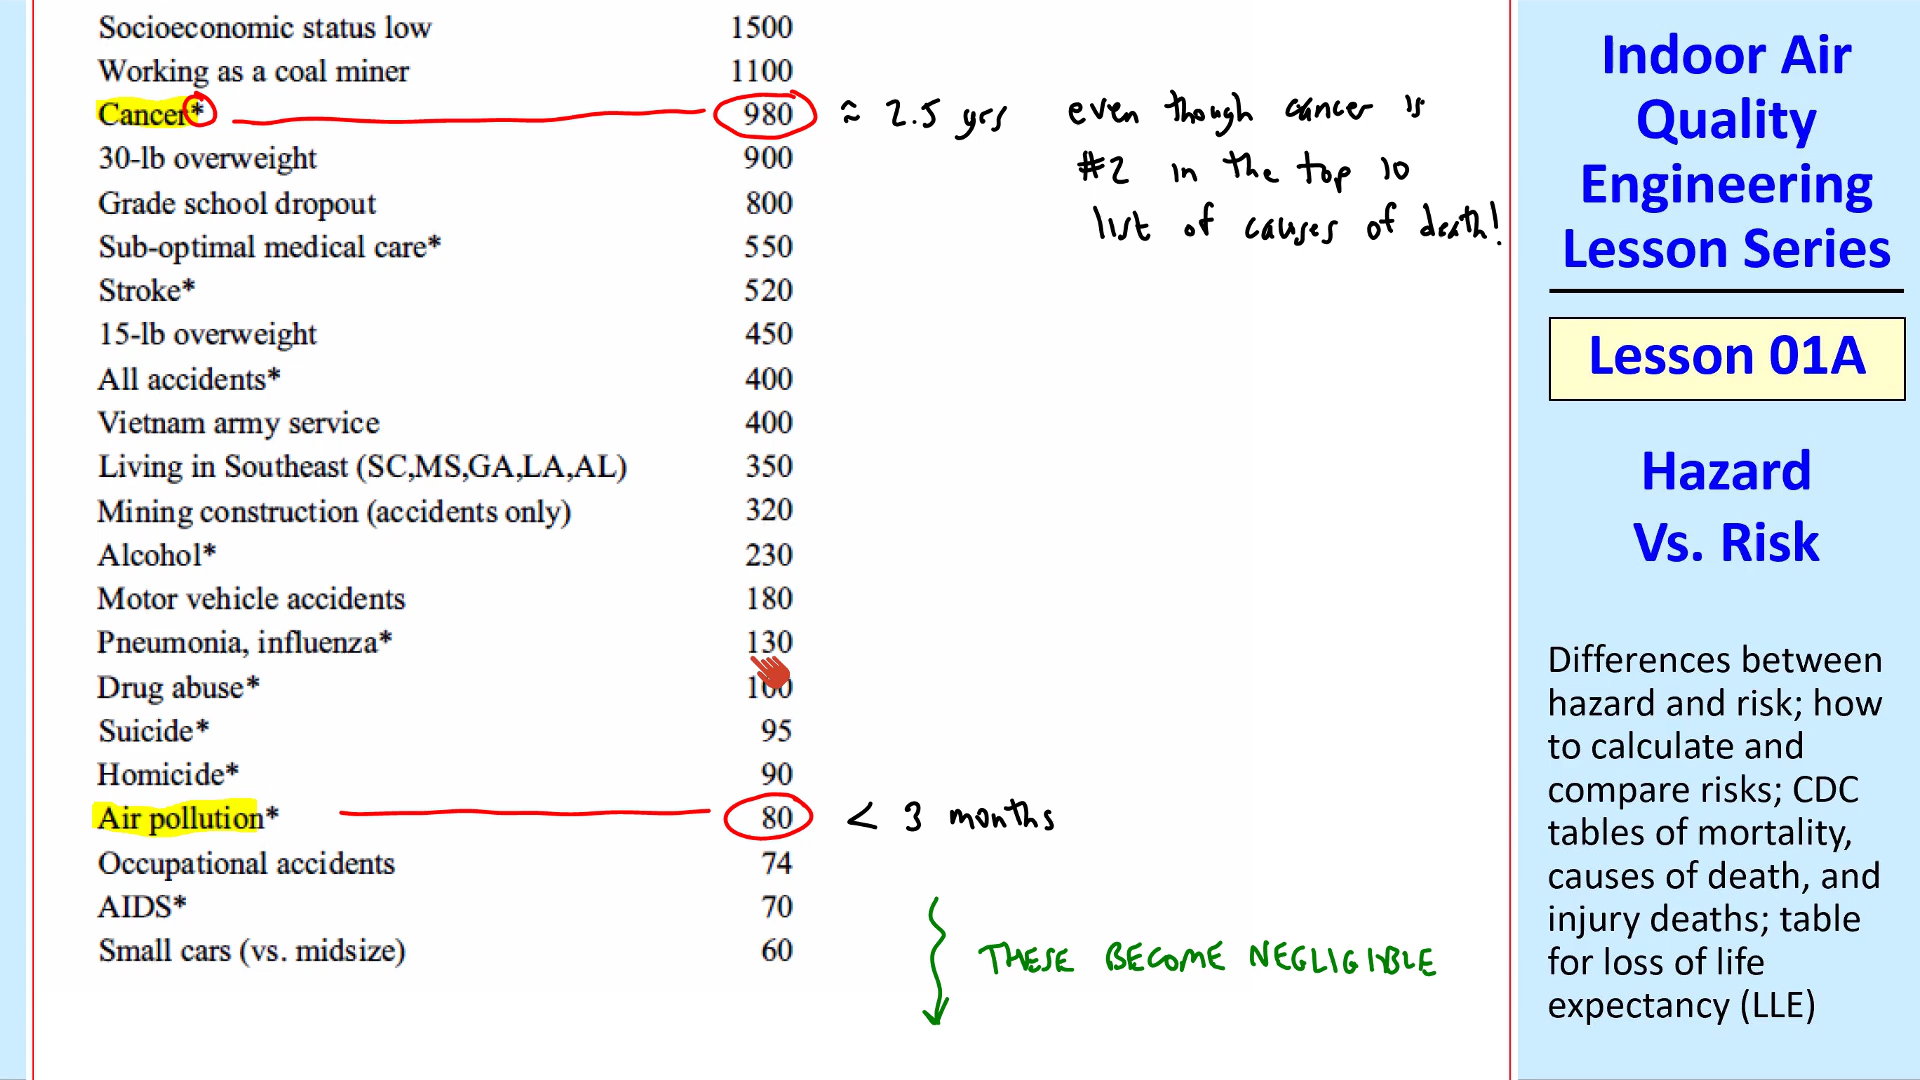 Socioeconomic status low 1500
Working as a coal miner 1100
Cancer* 980 ≈ 2.5 yrs even though cancer is
#2 in the top 10
list of causes of death!
30-lb overweight 900
Grade school dropout 800
Sub-optimal medical care* 550
Stroke* 520
15-lb overweight 450
All accidents* 400
Vietnam army service 400
Living in Southeast (SC,MS,GA,LA,AL) 350
Mining construction (accidents only) 320
Alcohol* 230
Motor vehicle accidents 180
Pneumonia, influenza* 130
Drug abuse* 100
Suicide* 95
Homicide* 90
Air pollution* 80 < 3 months
Occupational accidents 74
AIDS* 70
Small cars (vs. midsize) 60
THESE BECOME NEGLIGIBLE
Indoor Air
Quality
Engineering
Lesson Series
Lesson 01A
Hazard
Vs. Risk
Differences between
hazard and risk; how
to calculate and
compare risks; CDC
tables of mortality,
causes of death, and
injury deaths; table
for loss of life
expectancy (LLE)